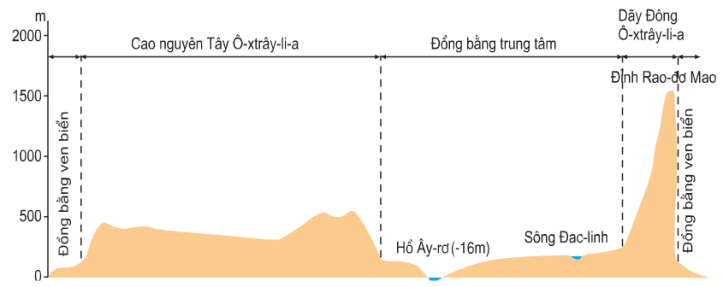 m
2000
1500
1000
500
0
Đồng bằng ven biển
Cao nguyên Tây Ô-xtrây-li-a
Đồng bằng trung tâm
Dãy Đông
Ô-xtrây-li-a
Đỉnh Rao-đơ Mao
Hồ Ây-rơ (-16m)
Sông Đac-linh
Đồng bằng ven biển